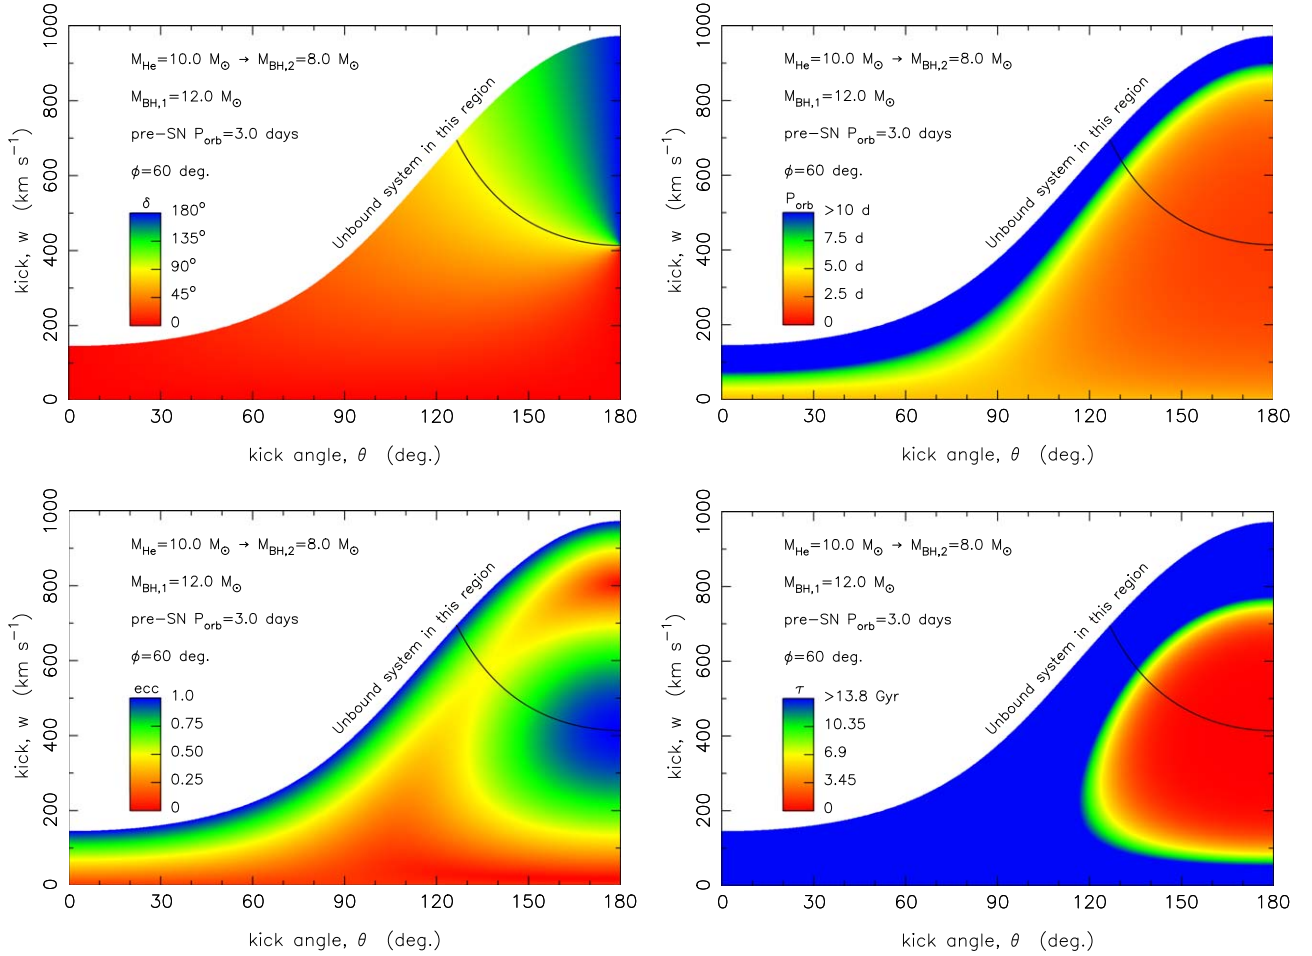 M_He=10.0 M_⊙ → M_BH,2=8.0 M_⊙
M_BH,1=12.0 M_⊙
pre−SN P_orb=3.0 days
ϕ=60 deg.
δ
180°
135°
90°
45°
0
Unbound system in this region
1000
800
600
400
200
0
kick, w (km s⁻¹)
0 30 60 90 120 150 180
kick angle, θ (deg.)
M_He=10.0 M_⊙ → M_BH,2=8.0 M_⊙
M_BH,1=12.0 M_⊙
pre−SN P_orb=3.0 days
ϕ=60 deg.
P_orb
>10 d
7.5 d
5.0 d
2.5 d
0
Unbound system in this region
1000
800
600
400
200
0
kick, w (km s⁻¹)
0 30 60 90 120 150 180
kick angle, θ (deg.)
M_He=10.0 M_⊙ → M_BH,2=8.0 M_⊙
M_BH,1=12.0 M_⊙
pre−SN P_orb=3.0 days
ϕ=60 deg.
ecc
1.0
0.75
0.50
0.25
0
Unbound system in this region
1000
800
600
400
200
0
kick, w (km s⁻¹)
0 30 60 90 120 150 180
kick angle, θ (deg.)
M_He=10.0 M_⊙ → M_BH,2=8.0 M_⊙
M_BH,1=12.0 M_⊙
pre−SN P_orb=3.0 days
ϕ=60 deg.
τ
>13.8 Gyr
10.35
6.9
3.45
0
Unbound system in this region
1000
800
600
400
200
0
kick, w (km s⁻¹)
0 30 60 90 120 150 180
kick angle, θ (deg.)